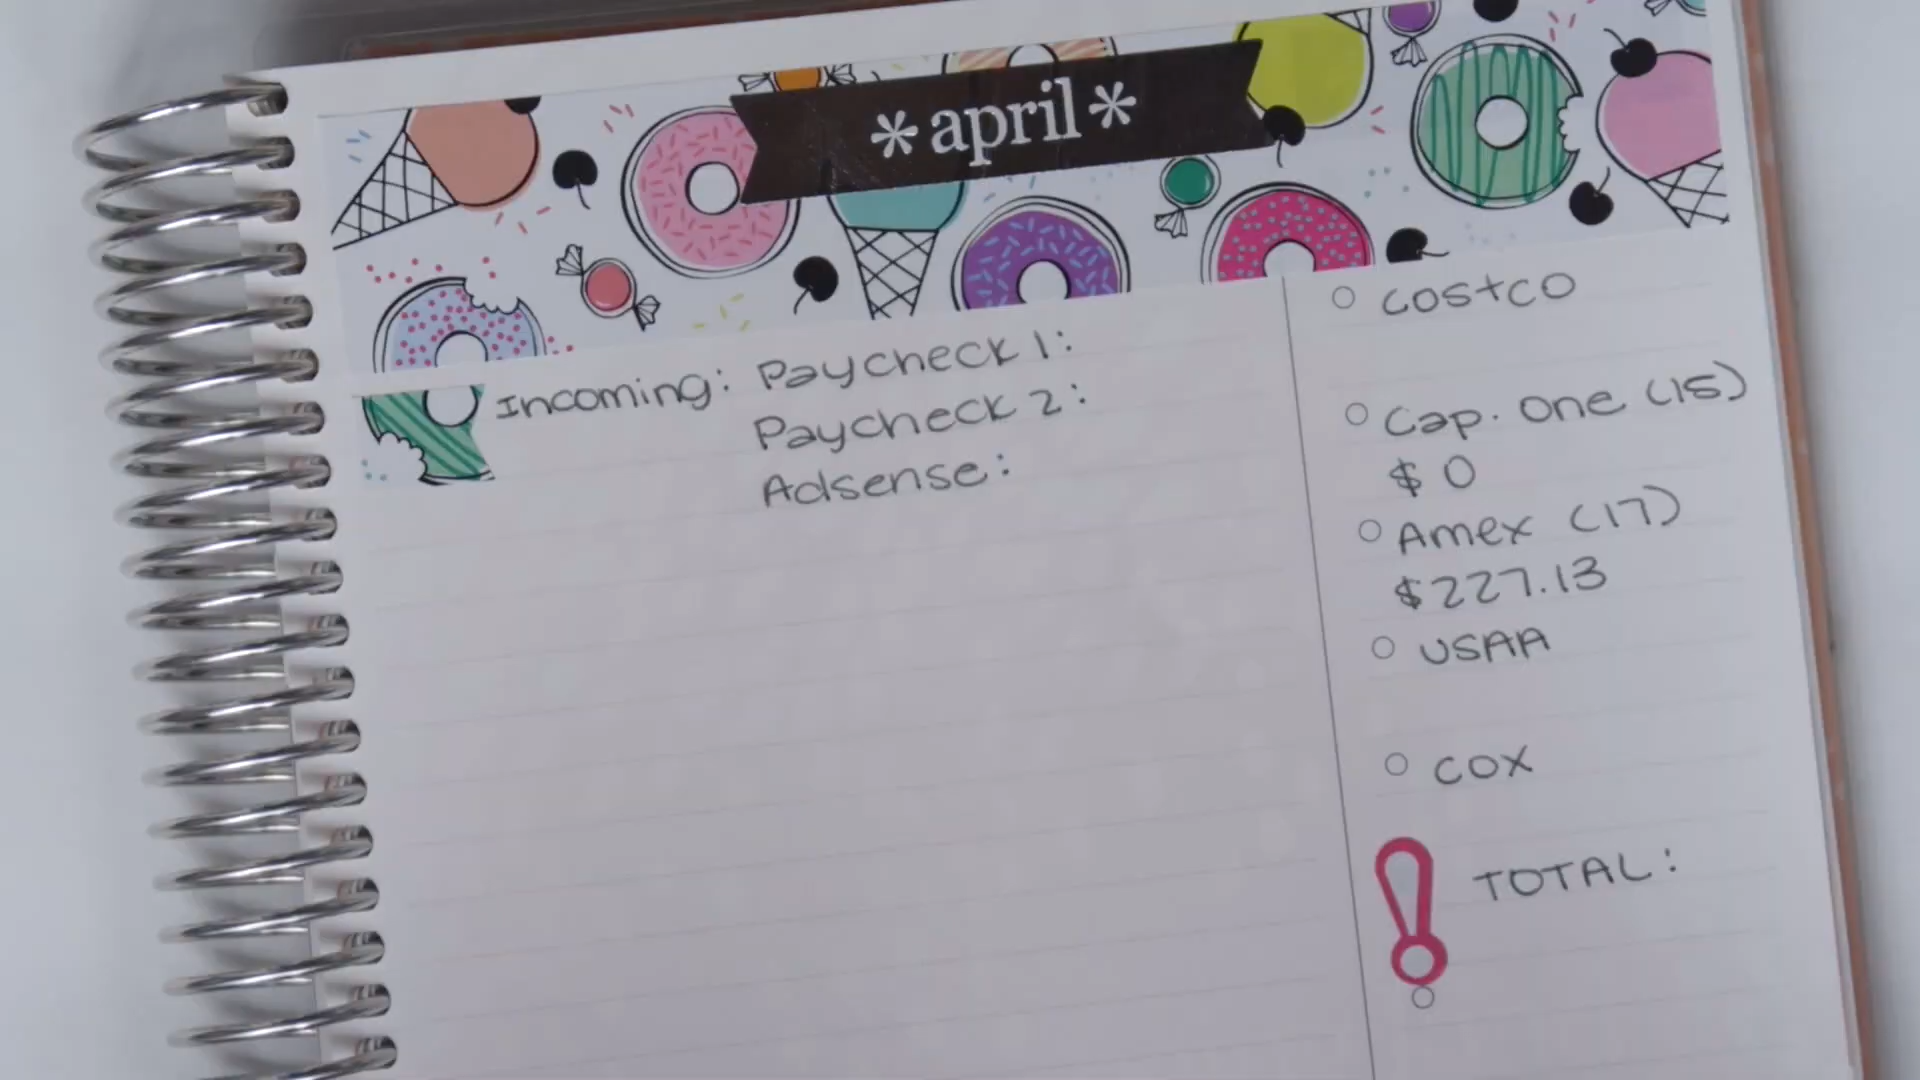 *april*
Incoming: Paycheck 1:
Paycheck 2:
Adsense:
COSTCO
Cap. One (15)
$ 0
Amex (17)
$227.13
USAA
COX
TOTAL: